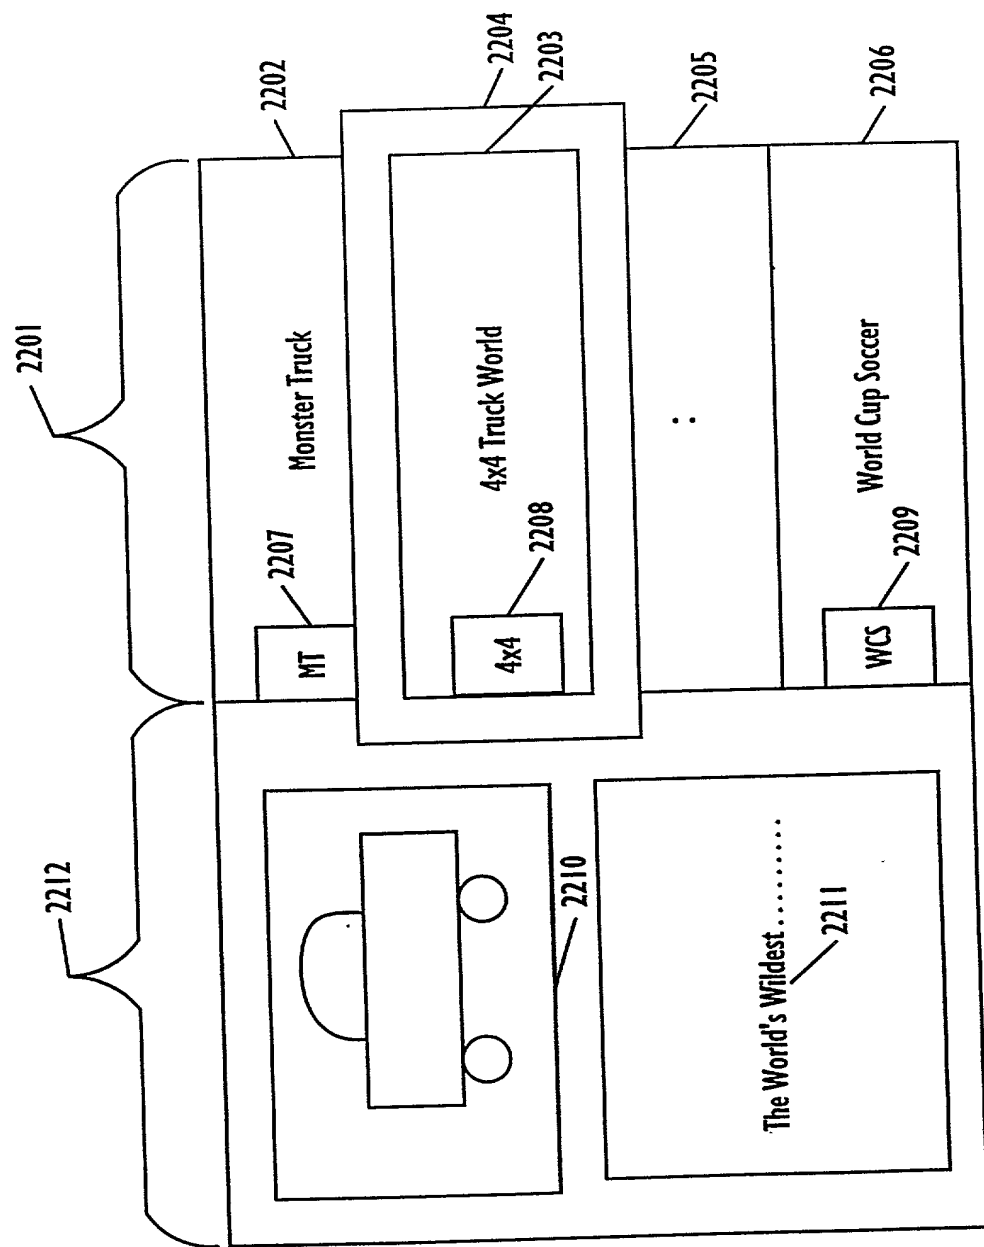 2212
2201
2202
2204
2203
2205
2206
2207
MT
Monster Truck
2208
4x4
4x4 Truck World
:
2209
WCS
World Cup Soccer
2210
The World's Wildest.........
2211